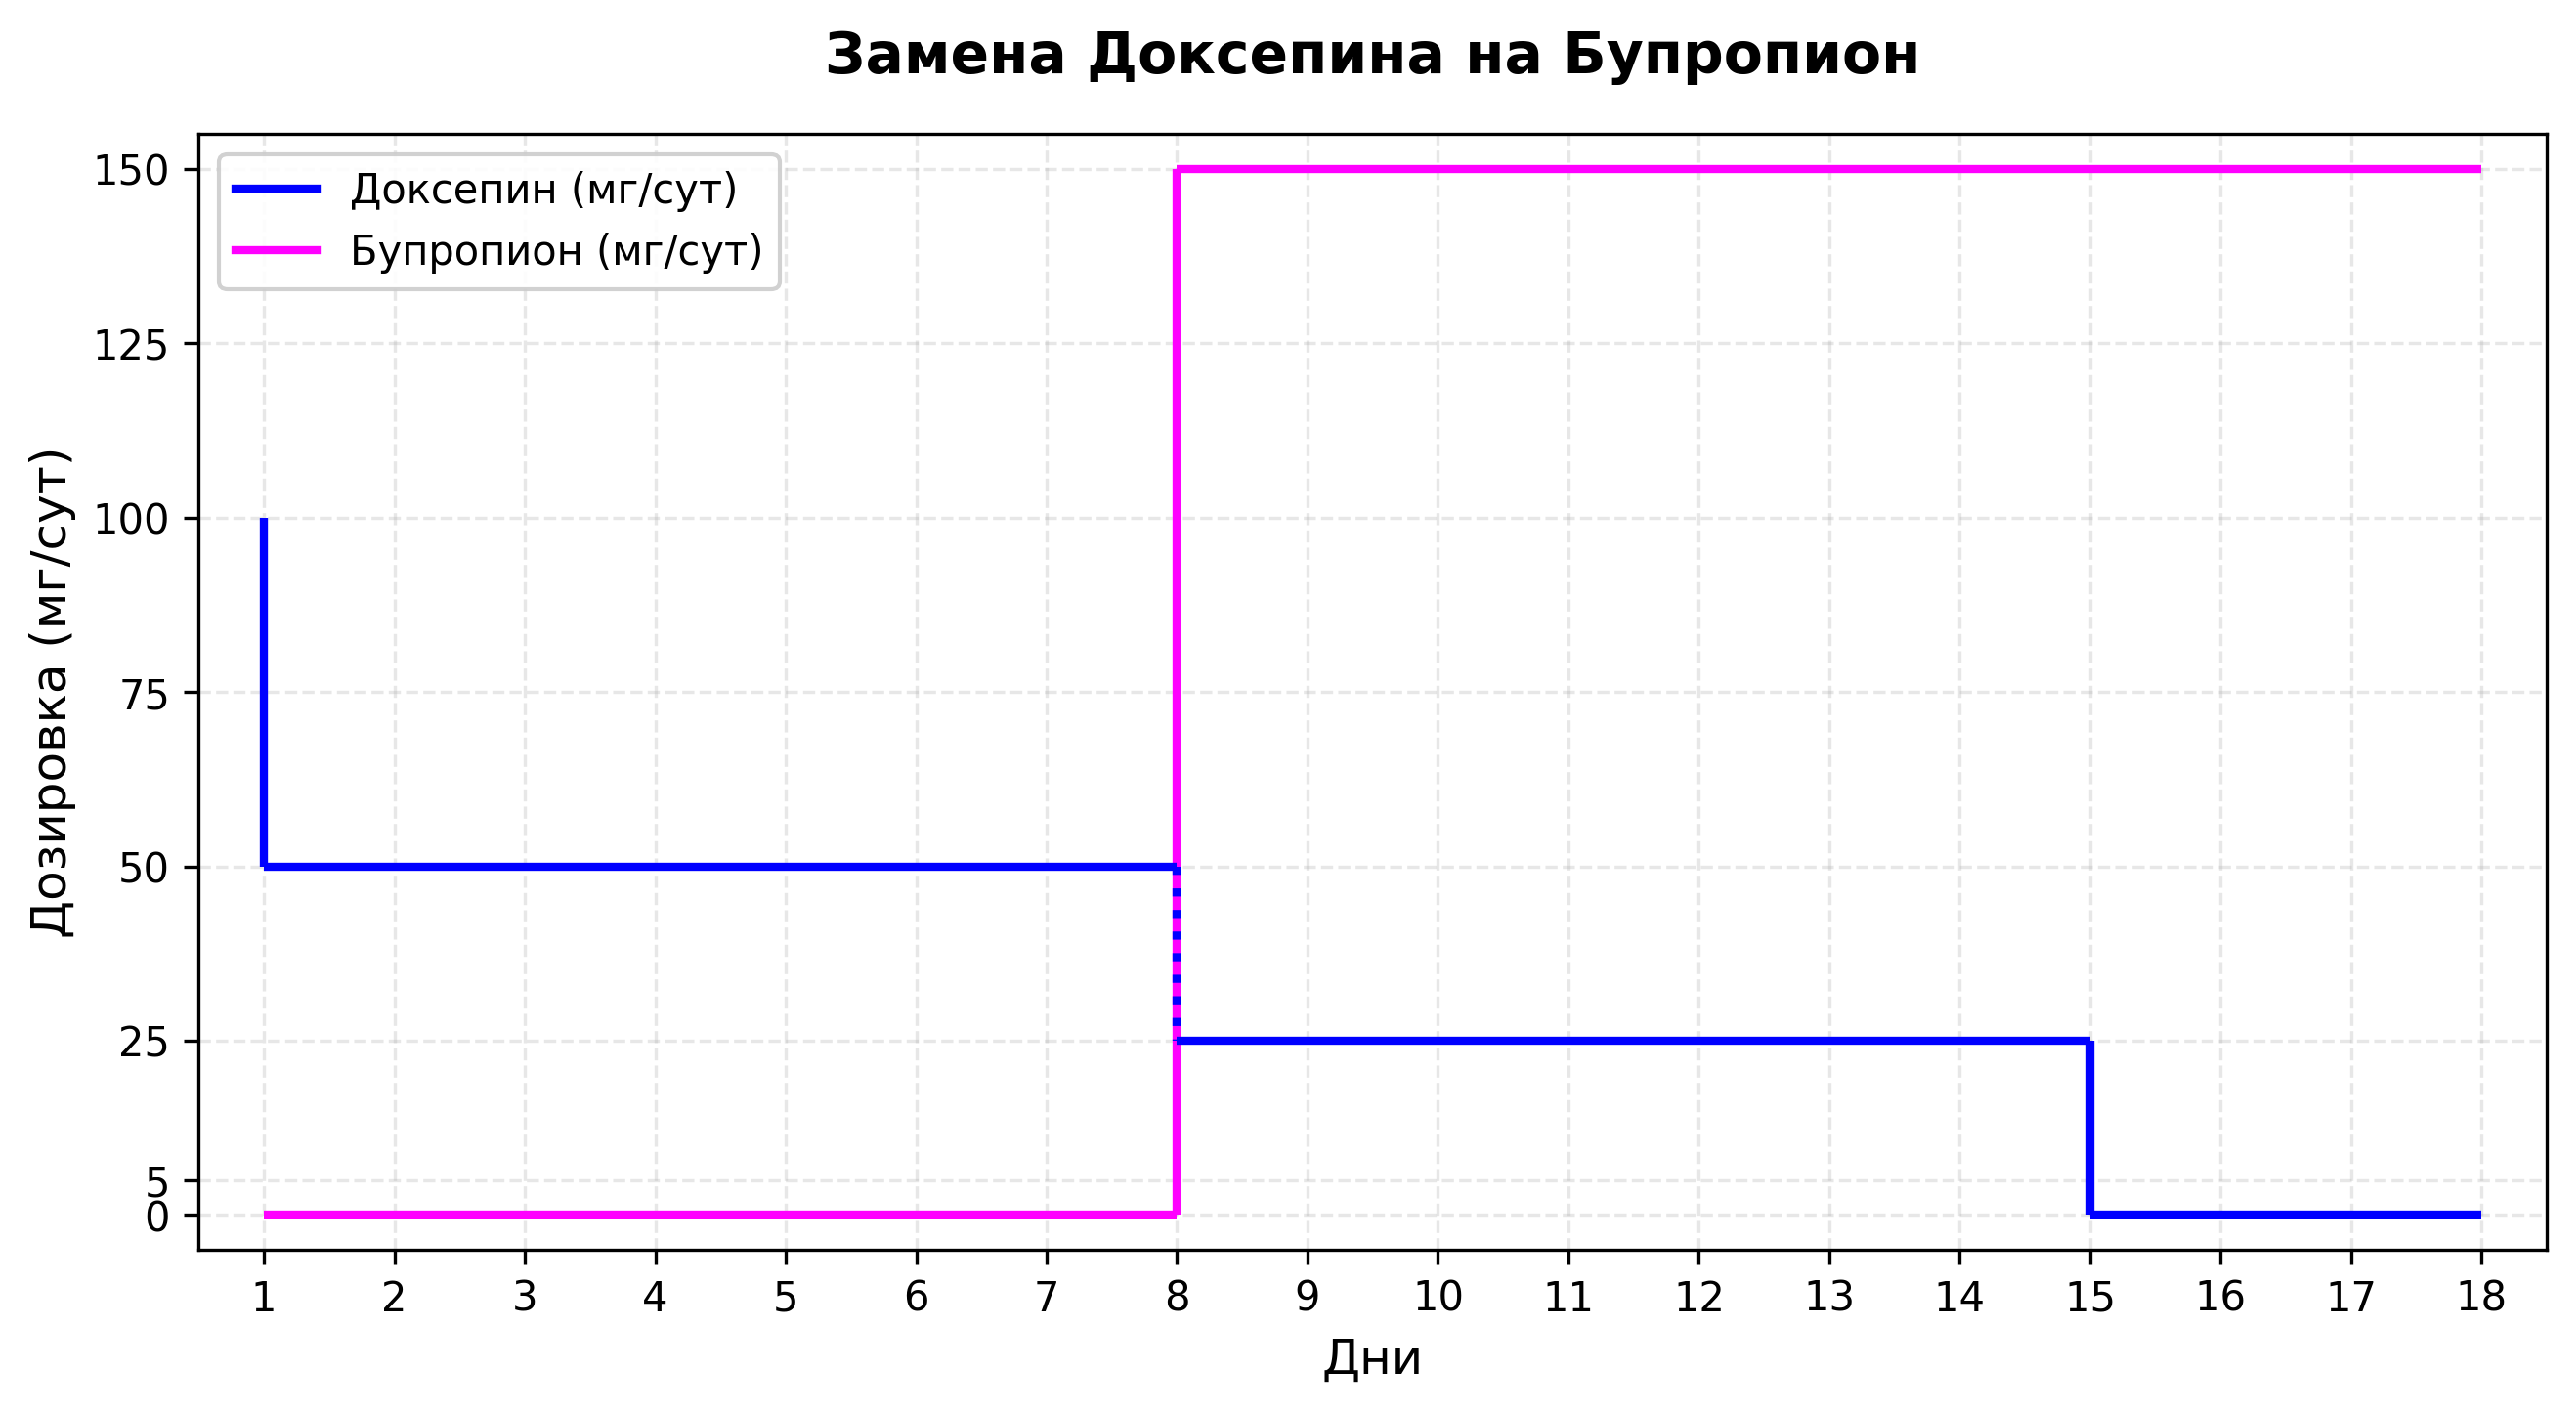 Замена Доксепина на Бупропион
Доксепин (мг/сут)
Бупропион (мг/сут)
Дозировка (мг/сут)
150
125
100
75
50
25
5
0
1 2 3 4 5 6 7 8 9 10 11 12 13 14 15 16 17 18
Дни